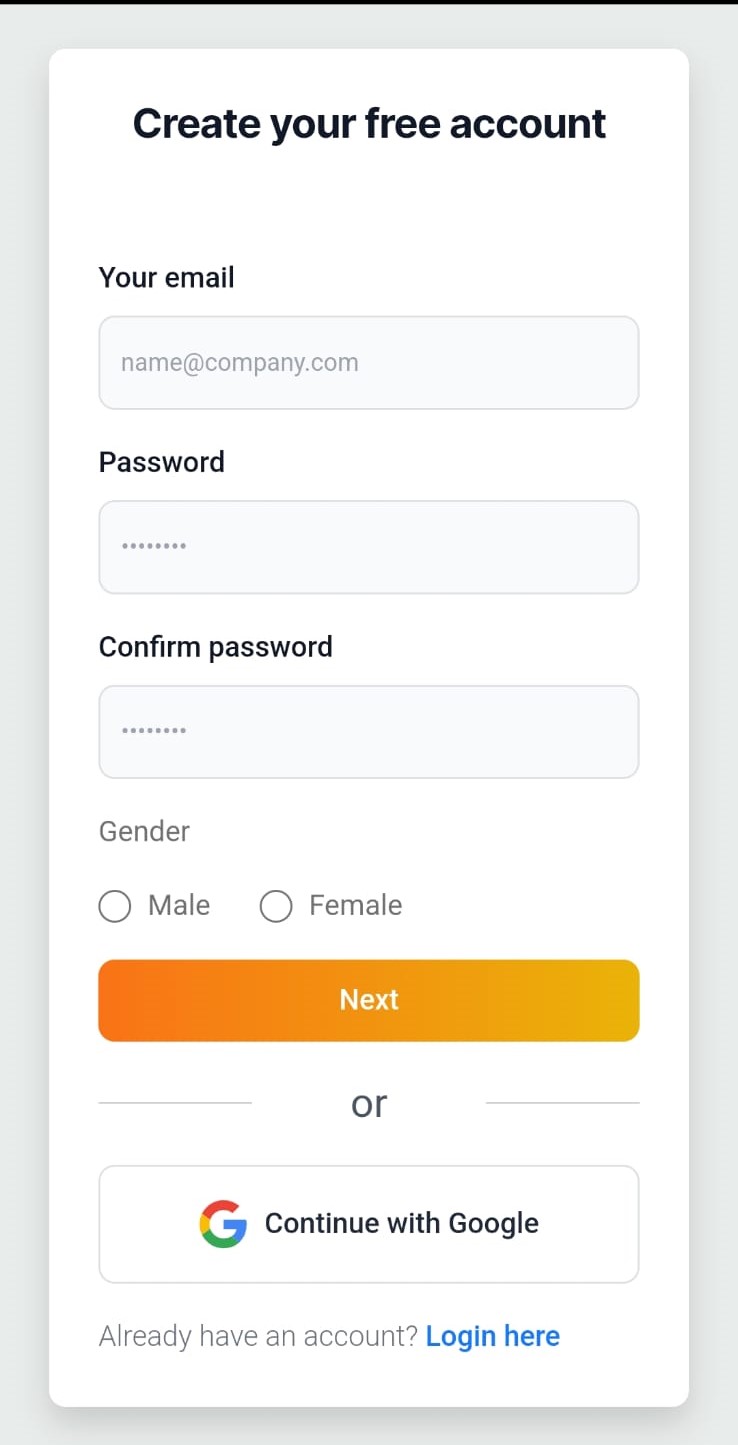 Create your free account
Your email
name@company.com
Password
••••••••
Confirm password
••••••••
Gender
Male Female
Next
or
Continue with Google
Already have an account? Login here